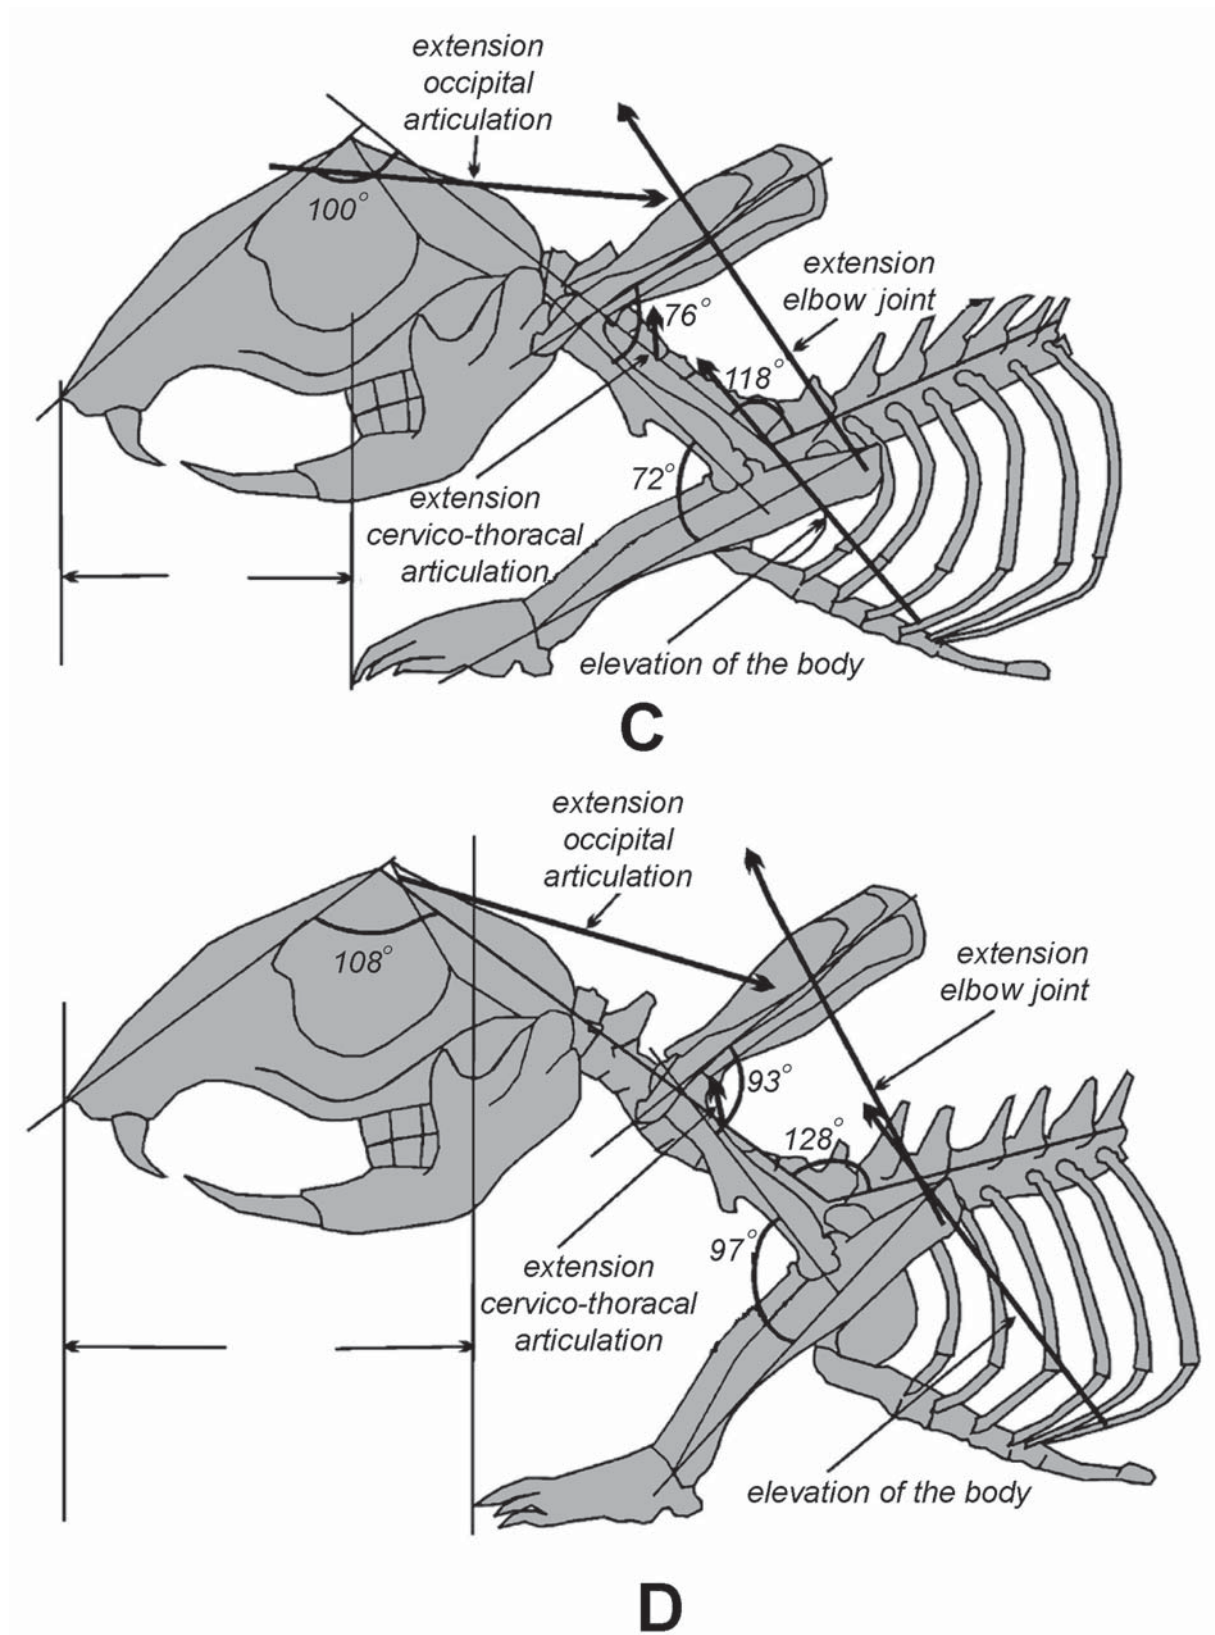 extension
occipital
articulation
100°
extension
elbow joint
76°
118°
72°
extension
cervico-thoracal
articulation
elevation of the body
C
extension
occipital
articulation
108°
extension
elbow joint
93°
128°
97°
extension
cervico-thoracal
articulation
elevation of the body
D